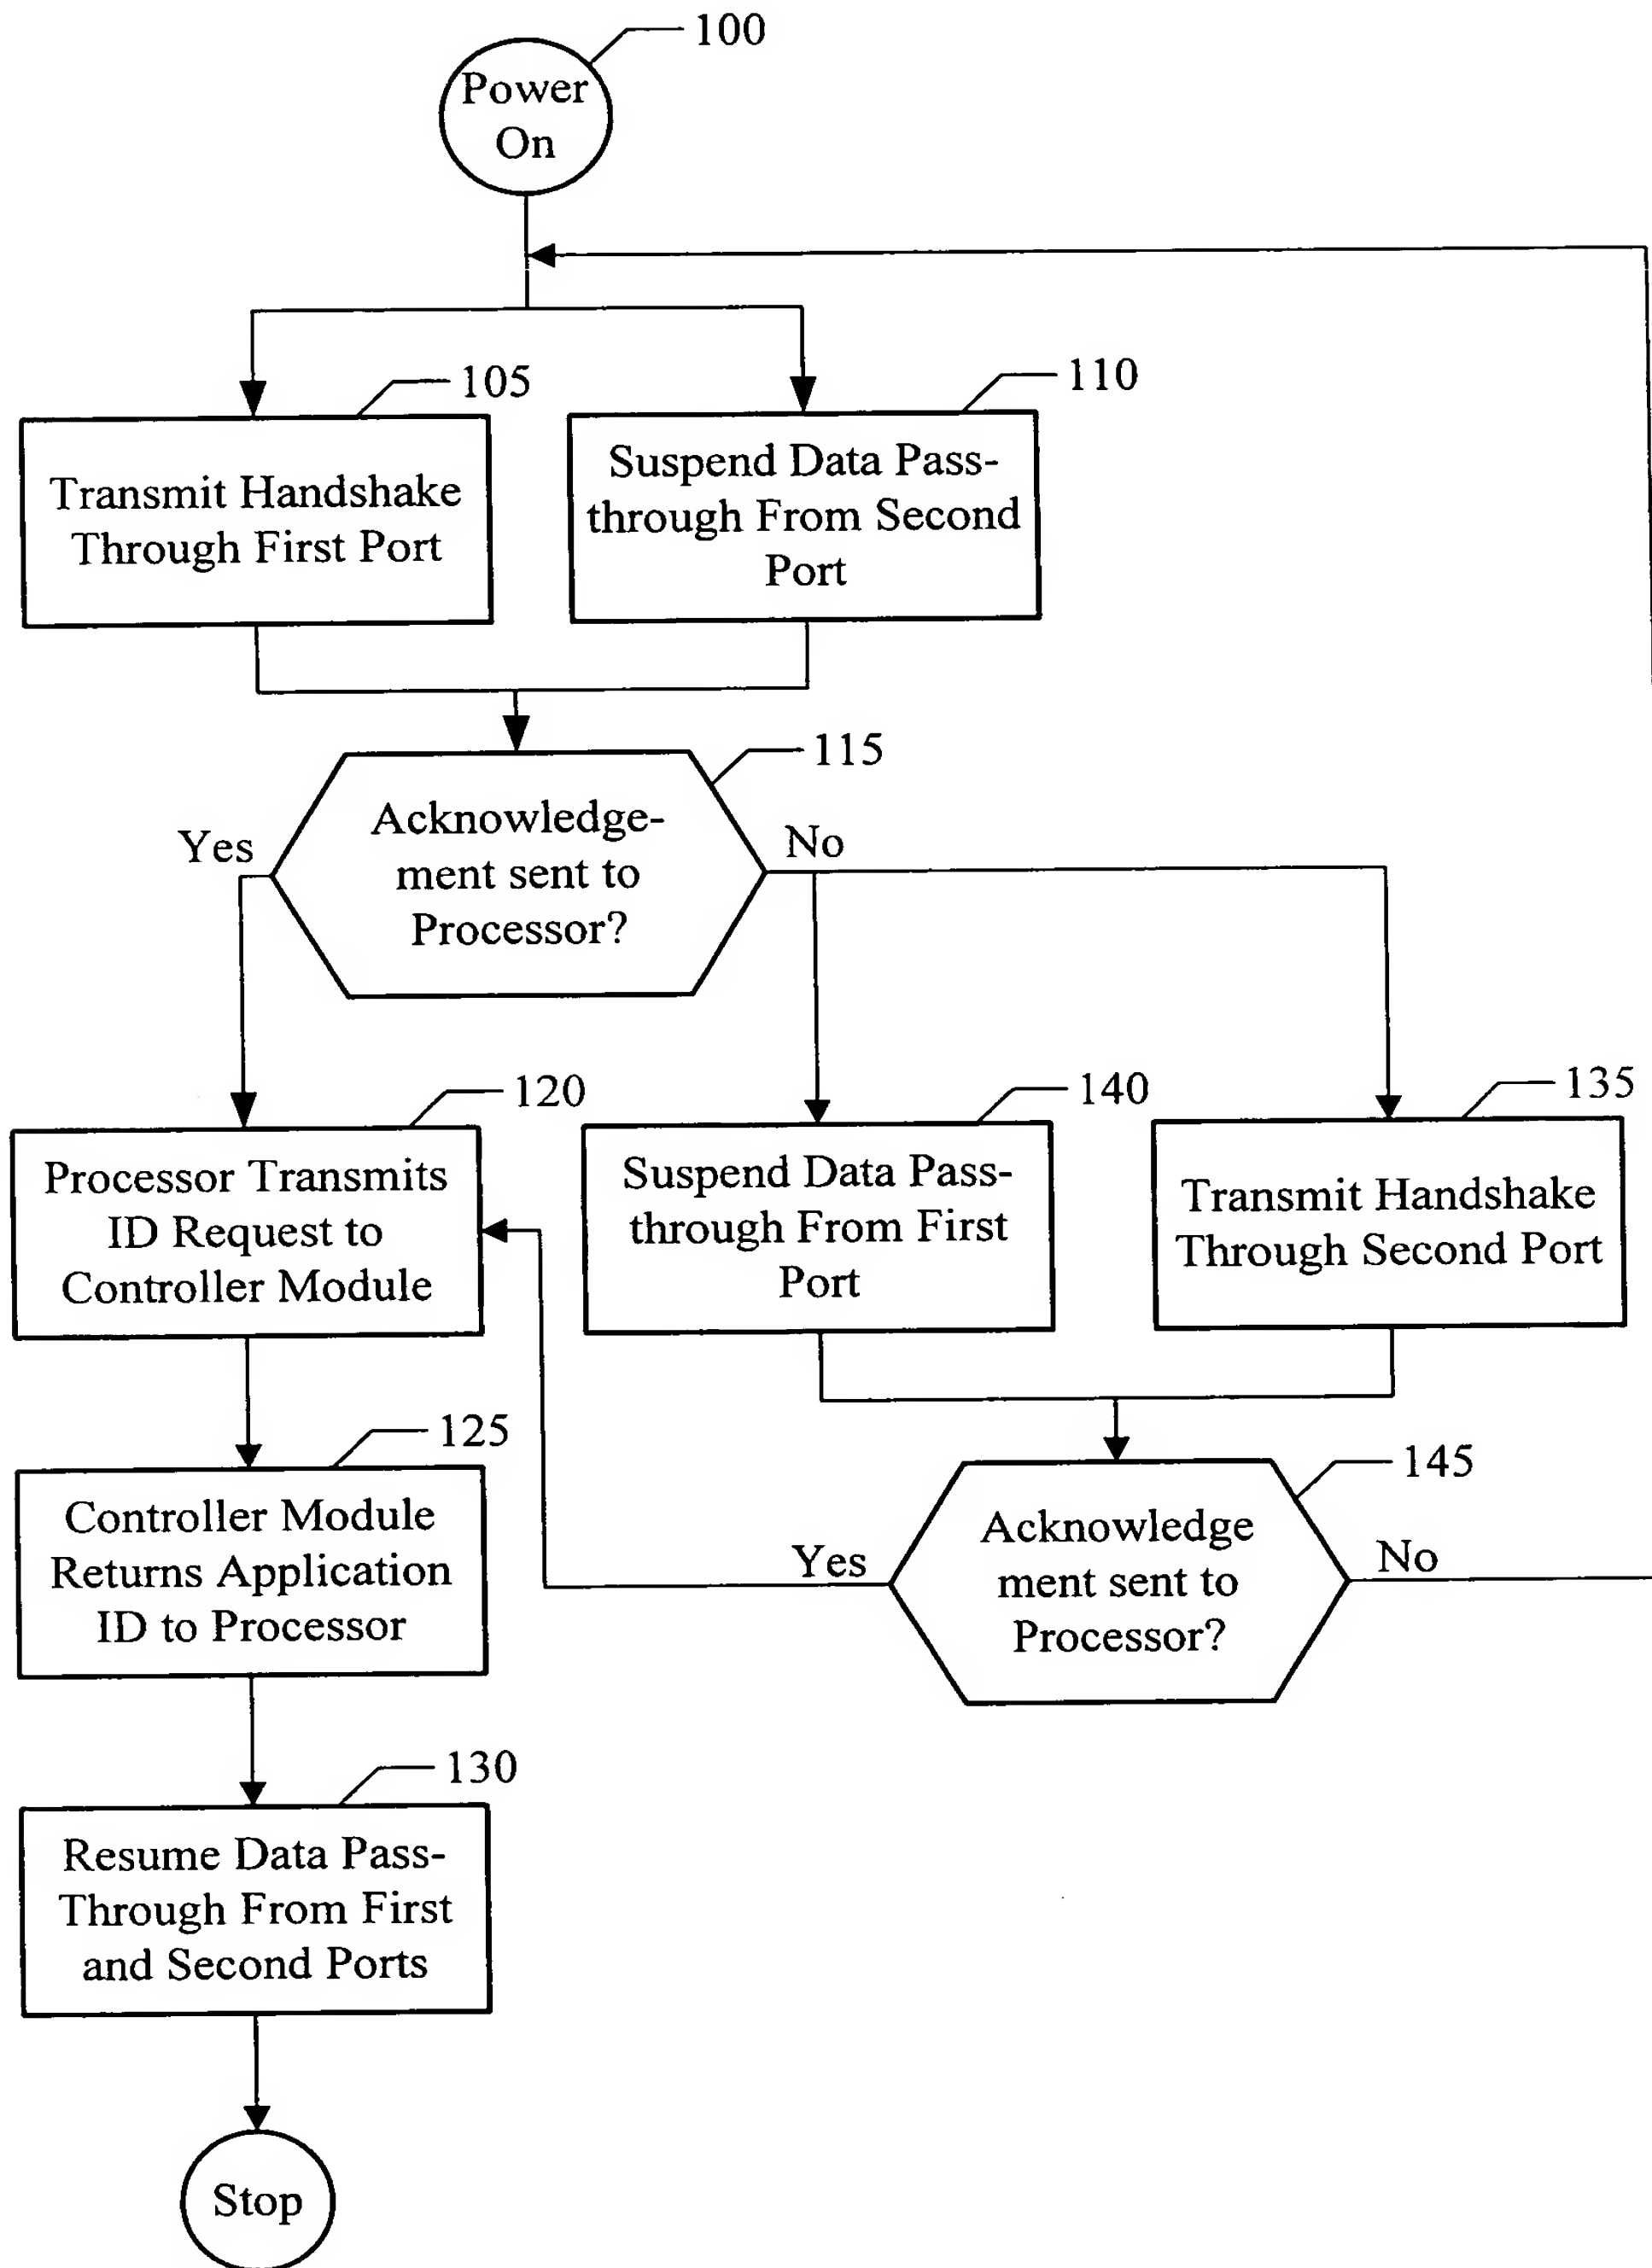 100
Power
On
105
110
Transmit Handshake
Through First Port
Suspend Data Pass-
through From Second
Port
115
Acknowledge-
ment sent to
Processor?
Yes
No
120
140
135
Processor Transmits
ID Request to
Controller Module
Suspend Data Pass-
through From First
Port
Transmit Handshake
Through Second Port
125
145
Controller Module
Returns Application
ID to Processor
Acknowledge
ment sent to
Processor?
Yes
No
130
Resume Data Pass-
Through From First
and Second Ports
Stop